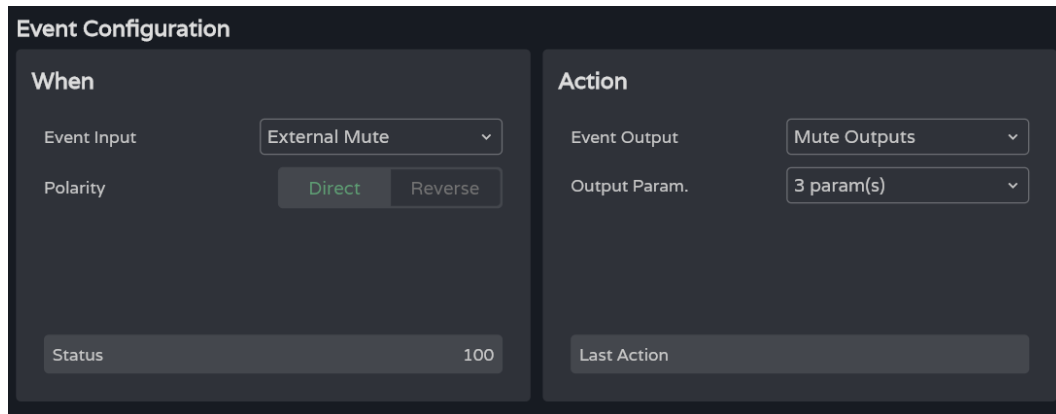 Event Configuration
When
Event Input External Mute
Polarity Direct Reverse
Status 100
Action
Event Output Mute Outputs
Output Param. 3 param(s)
Last Action